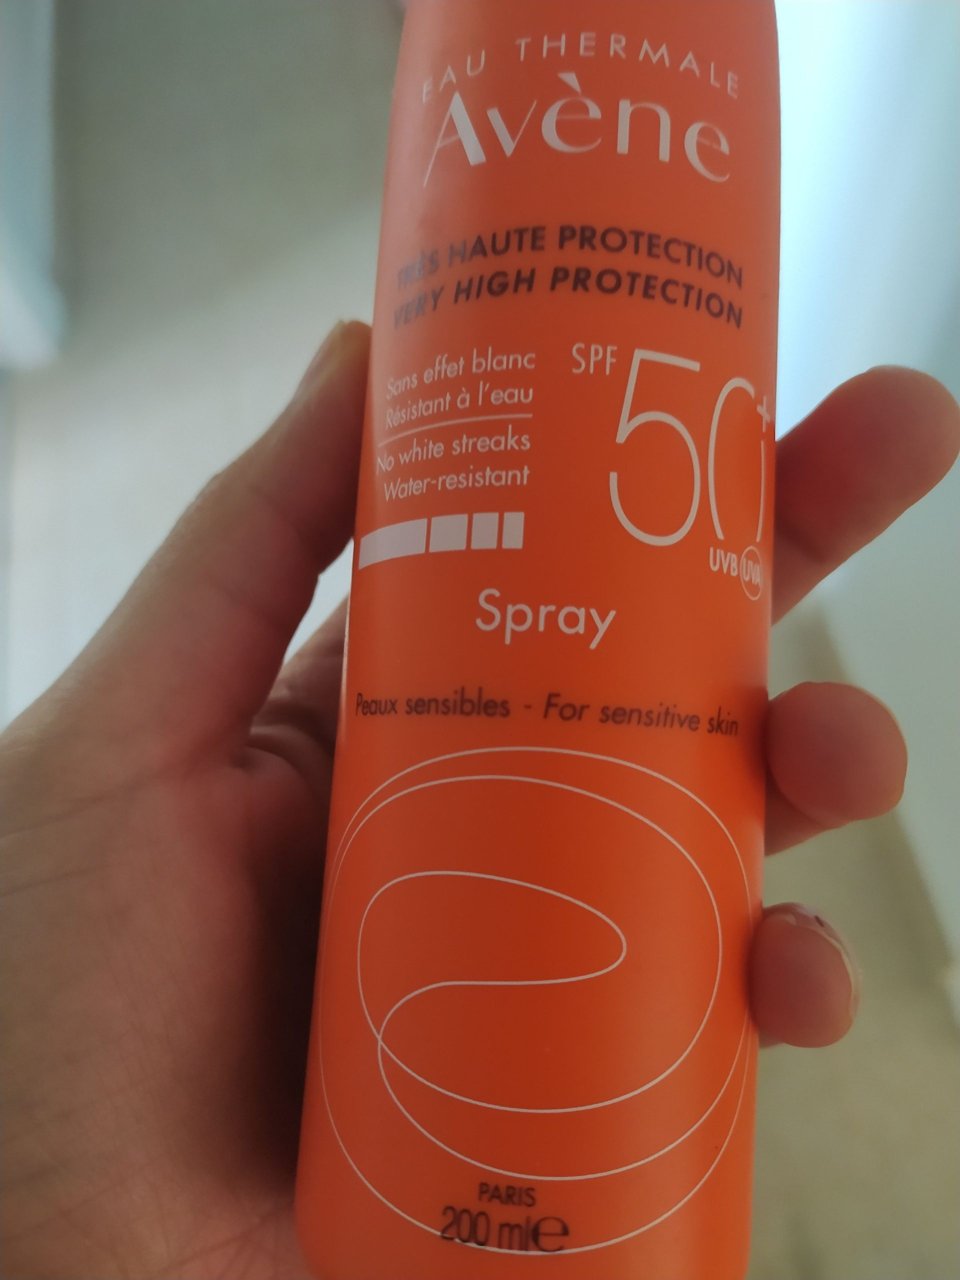 EAU THERMALE
Avène
TRÈS HAUTE PROTECTION
VERY HIGH PROTECTION
Sans effet blanc
Résistant à l'eau
No white streaks
Water-resistant
SPF 50+
UVB UVA
Spray
Peaux sensibles - For sensitive skin
PARIS
200 ml e